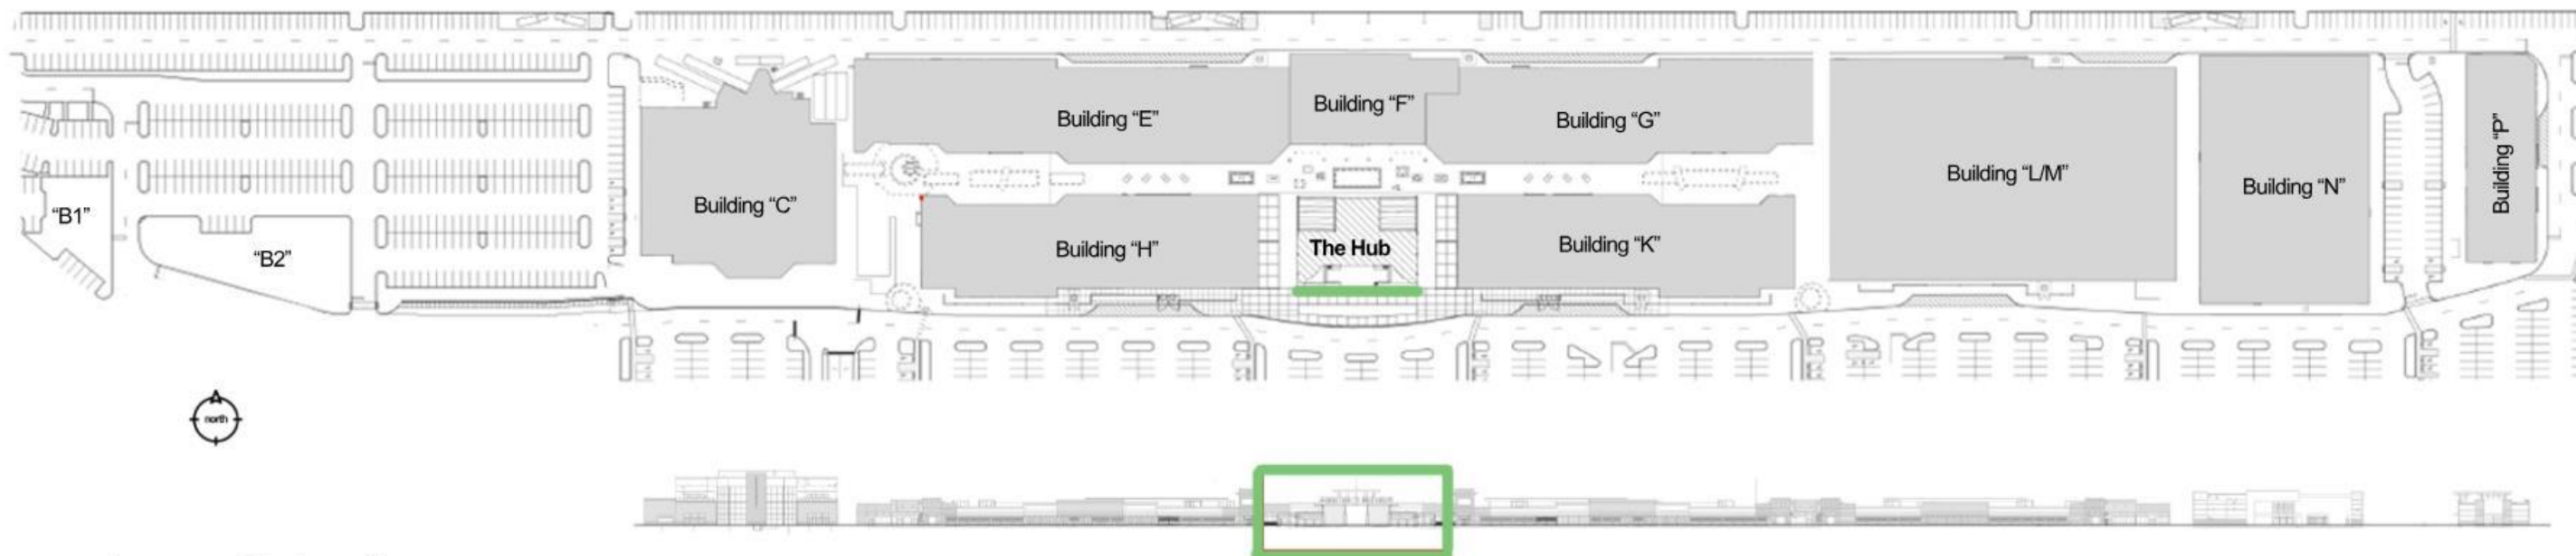 Building “E”
Building “F”
Building “G”
Building “P”
Building “L/M”
Building “N”
Building “C”
“B1”
“B2”
Building “H”
The Hub
Building “K”
north